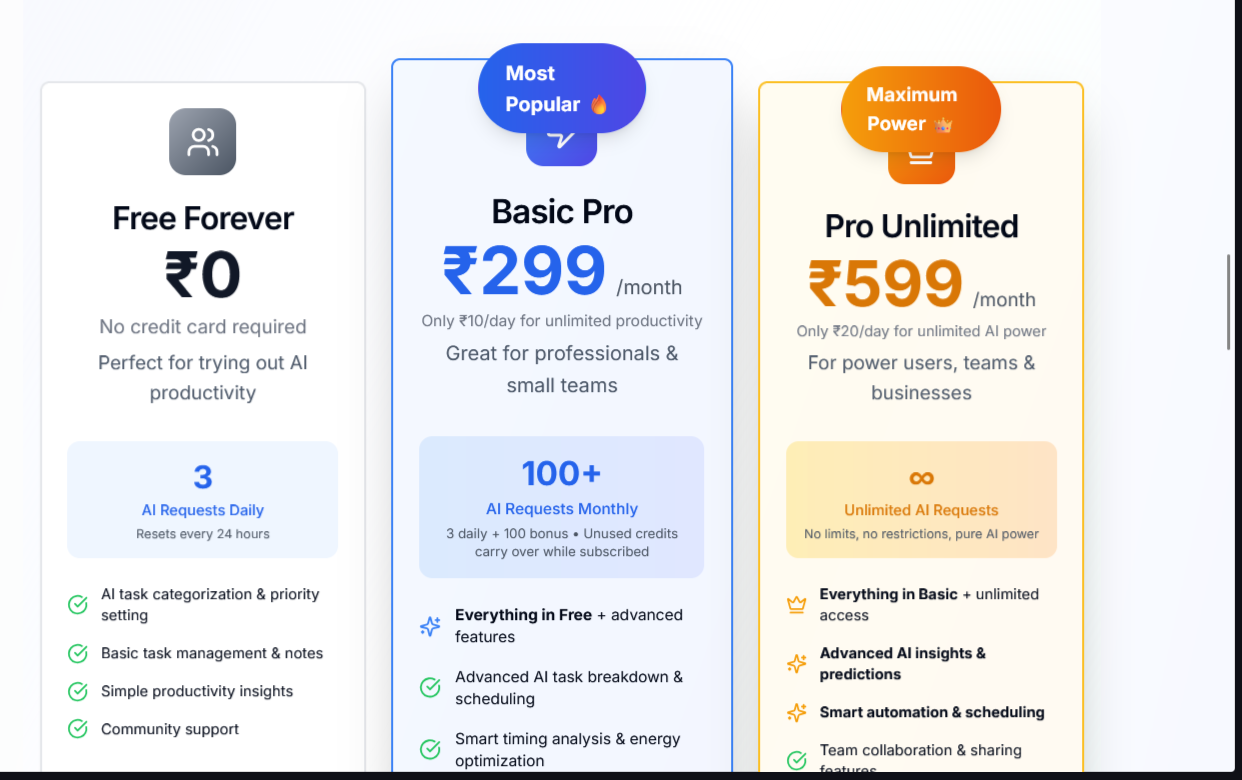 Free Forever
₹0
No credit card required
Perfect for trying out AI
productivity
3
AI Requests Daily
Resets every 24 hours
AI task categorization & priority
setting
Basic task management & notes
Simple productivity insights
Community support
Most
Popular 🔥
Basic Pro
₹299 /month
Only ₹10/day for unlimited productivity
Great for professionals &
small teams
100+
AI Requests Monthly
3 daily + 100 bonus • Unused credits
carry over while subscribed
Everything in Free + advanced
features
Advanced AI task breakdown &
scheduling
Smart timing analysis & energy
optimization
Maximum
Power 👑
Pro Unlimited
₹599 /month
Only ₹20/day for unlimited AI power
For power users, teams &
businesses
∞
Unlimited AI Requests
No limits, no restrictions, pure AI power
Everything in Basic + unlimited
access
Advanced AI insights &
predictions
Smart automation & scheduling
Team collaboration & sharing
features